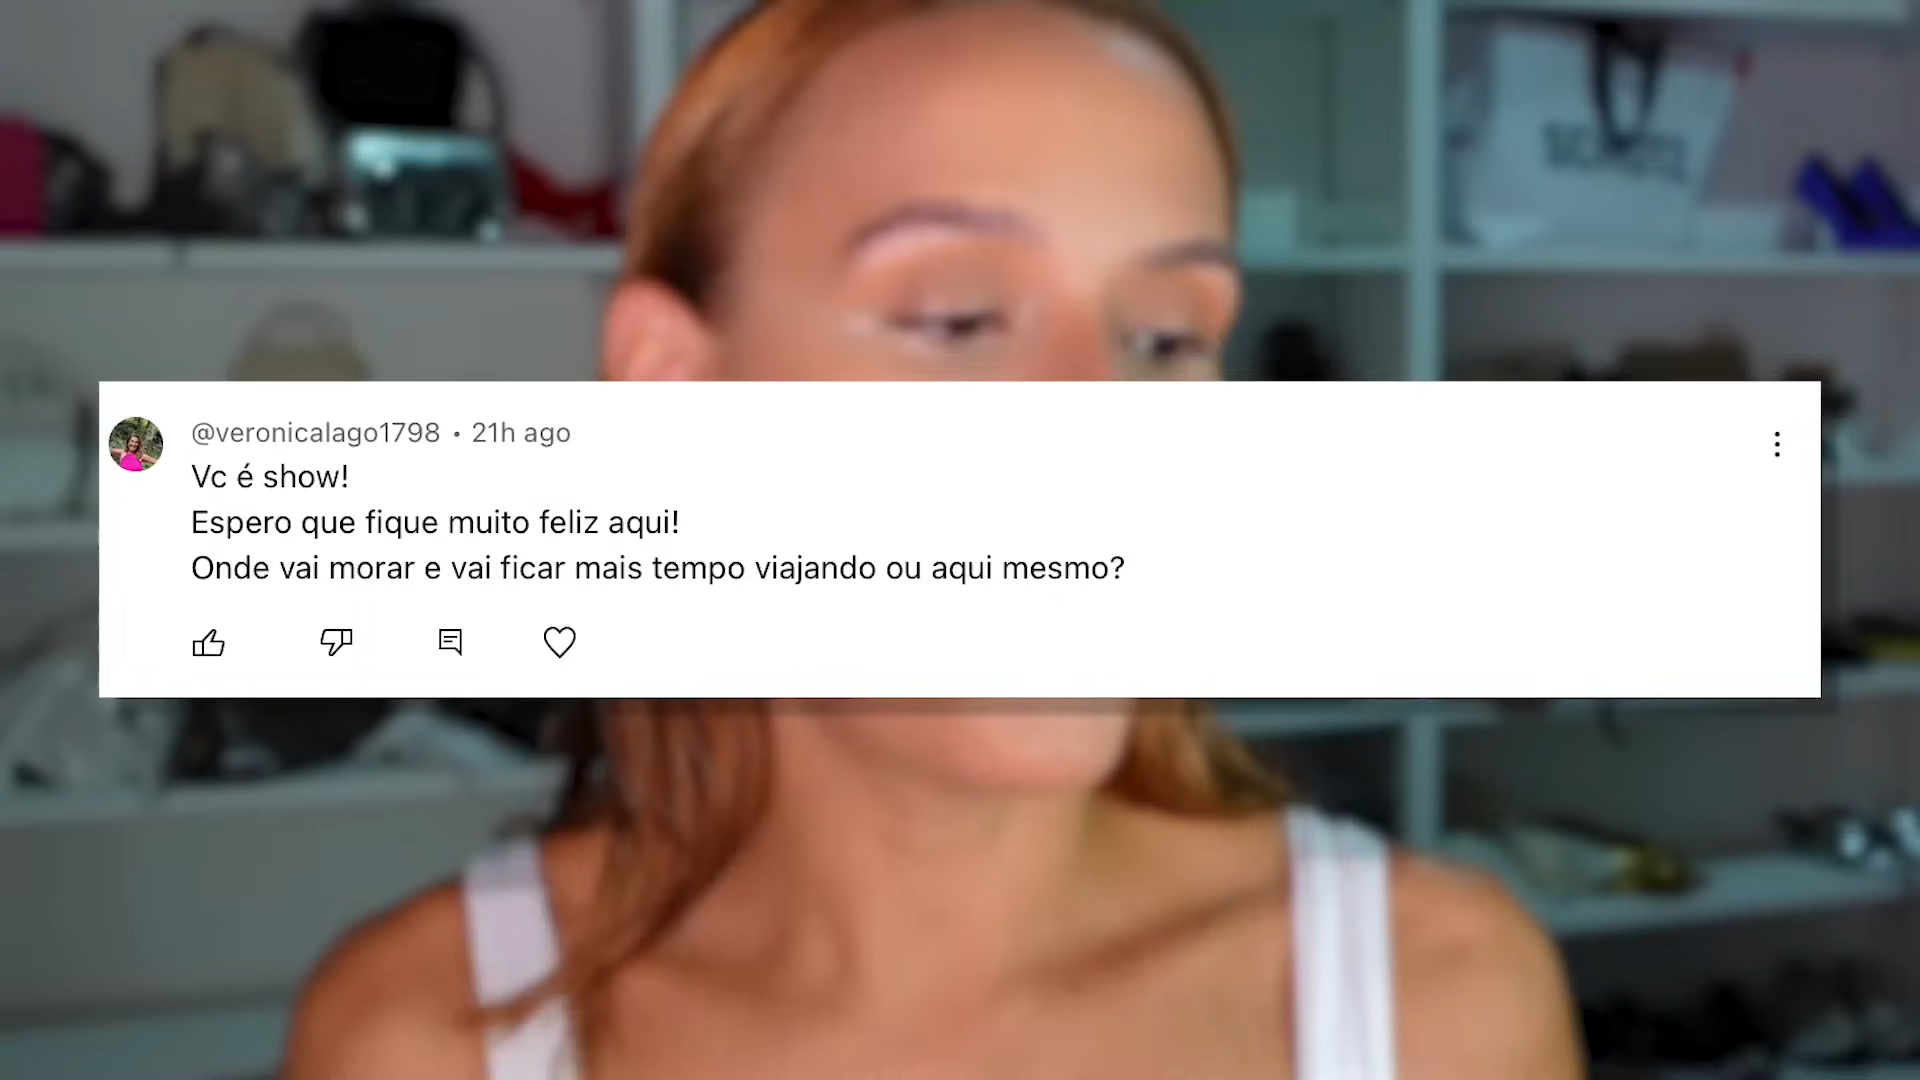 @veronicalago1798 • 21h ago
Vc é show!
Espero que fique muito feliz aqui!
Onde vai morar e vai ficar mais tempo viajando ou aqui mesmo?